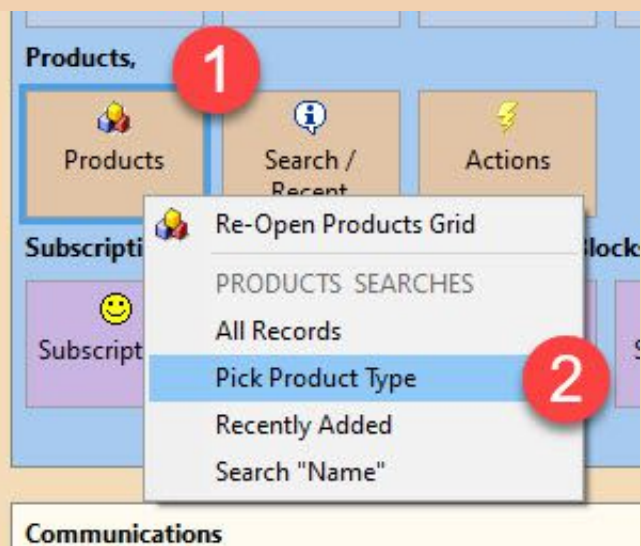 Products,
1
Products
Search /
Recent
Actions
Re-Open Products Grid
Subscripti
PRODUCTS SEARCHES
All Records
Subscript
Pick Product Type
2
Recently Added
Search "Name"
Communications